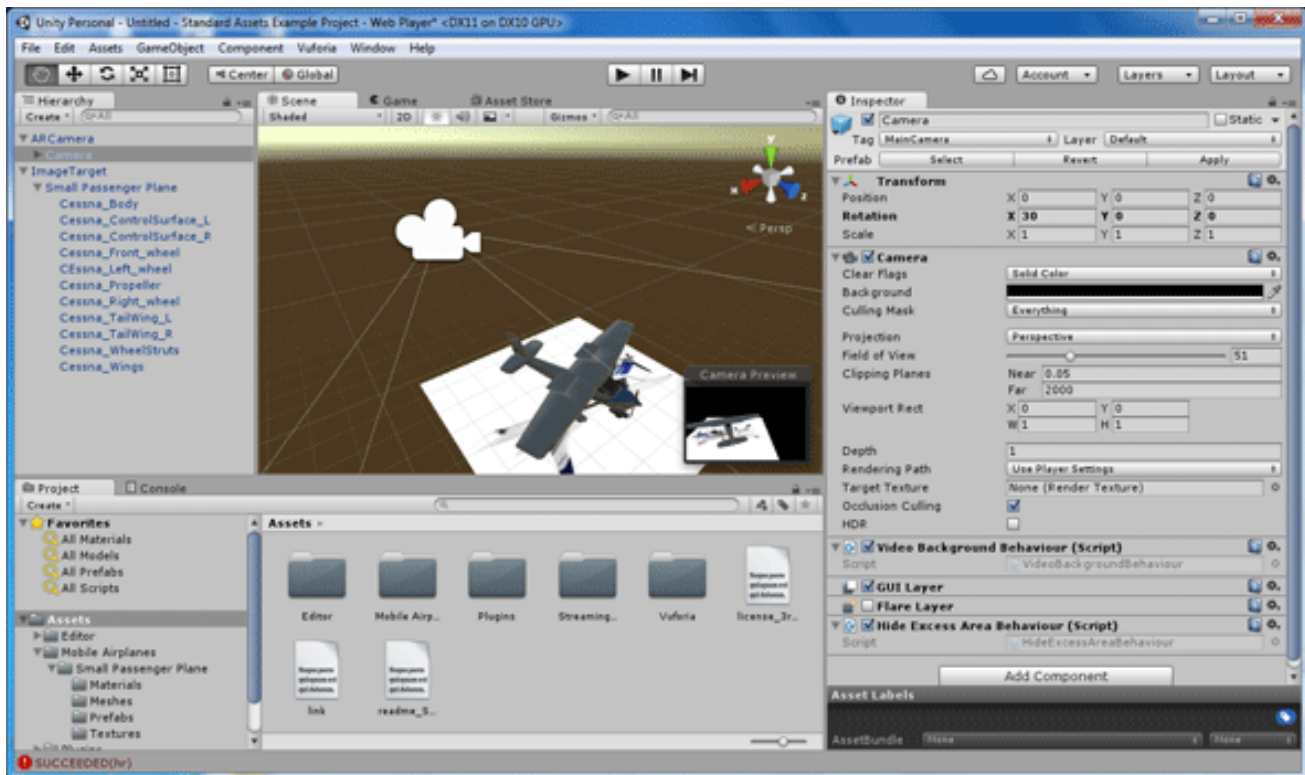 Unity Personal - Untitled - Standard Assets Example Project - Web Player* <DX11 on DX10 GPU>
File Edit Assets GameObject Component Vuforia Window Help
Center Global Account Layers Layout
Hierarchy
Create All
ARCamera
Camera
ImageTarget
Small Passenger Plane
Cessna_Body
Cessna_ControlSurface_L
Cessna_ControlSurface_R
Cessna_Front_wheel
CEssna_Left_wheel
Cessna_Propeller
Cessna_Right_wheel
Cessna_TailWing_L
Cessna_TailWing_R
Cessna_WheelStruts
Cessna_Wings
Scene Game Asset Store
Shaded 2D Gizmos All
y
x
z
Persp
Camera Preview
Inspector
Camera Static
Tag MainCamera Layer Default
Prefab Select Revert Apply
Transform
Position X 0 Y 0 Z 0
Rotation X 30 Y 0 Z 0
Scale X 1 Y 1 Z 1
Camera
Clear Flags Solid Color
Background
Culling Mask Everything
Projection Perspective
Field of View 51
Clipping Planes Near 0.05
Far 2000
Viewport Rect X 0 Y 0
W 1 H 1
Depth 1
Rendering Path Use Player Settings
Target Texture None (Render Texture)
Occlusion Culling
HDR
Video Background Behaviour (Script)
Script VideoBackgroundBehaviour
GUI Layer
Flare Layer
Hide Excess Area Behaviour (Script)
Script HideExcessAreaBehaviour
Add Component
Asset Labels
AssetBundle None None
Project Console
Create
Favorites
All Materials
All Models
All Prefabs
All Scripts
Assets
Editor
Mobile Airplanes
Small Passenger Plane
Materials
Meshes
Prefabs
Textures
Assets
Editor Mobile Airp... Plugins Streaming... Vuforia license_3r...
link readme_S...
SUCCEEDED(hr)